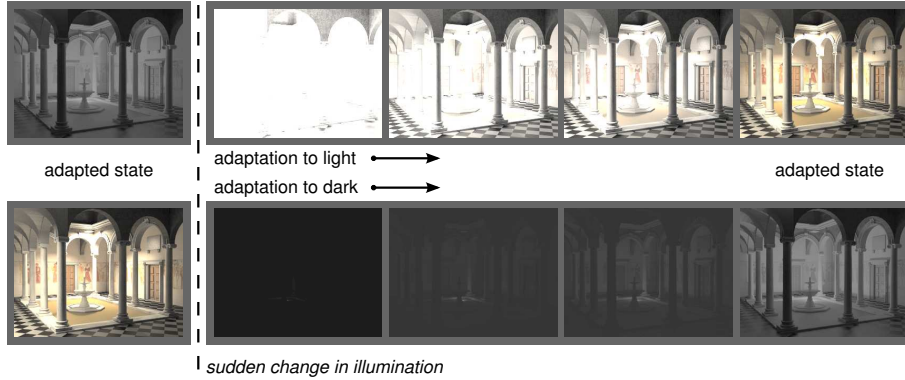 adaptation to light
adapted state
adapted state
adaptation to dark
sudden change in illumination